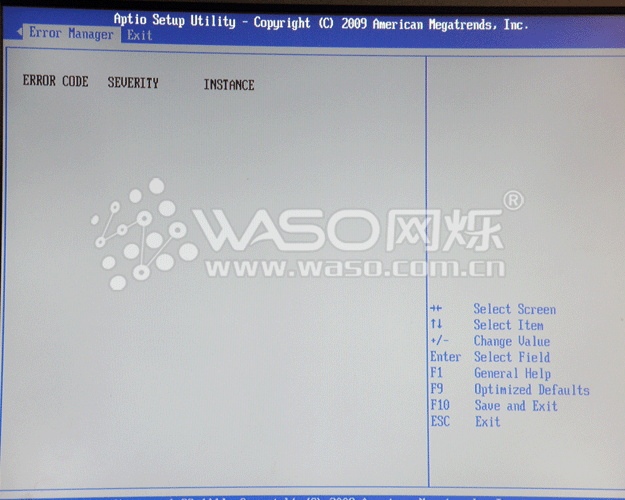 Aptio Setup Utility - Copyright (C) 2009 American Megatrends, Inc.
Error Manager Exit
ERROR CODE SEVERITY INSTANCE
WASO网烁®
www.waso.com.cn
→← Select Screen
↑↓ Select Item
+/- Change Value
Enter Select Field
F1 General Help
F9 Optimized Defaults
F10 Save and Exit
ESC Exit